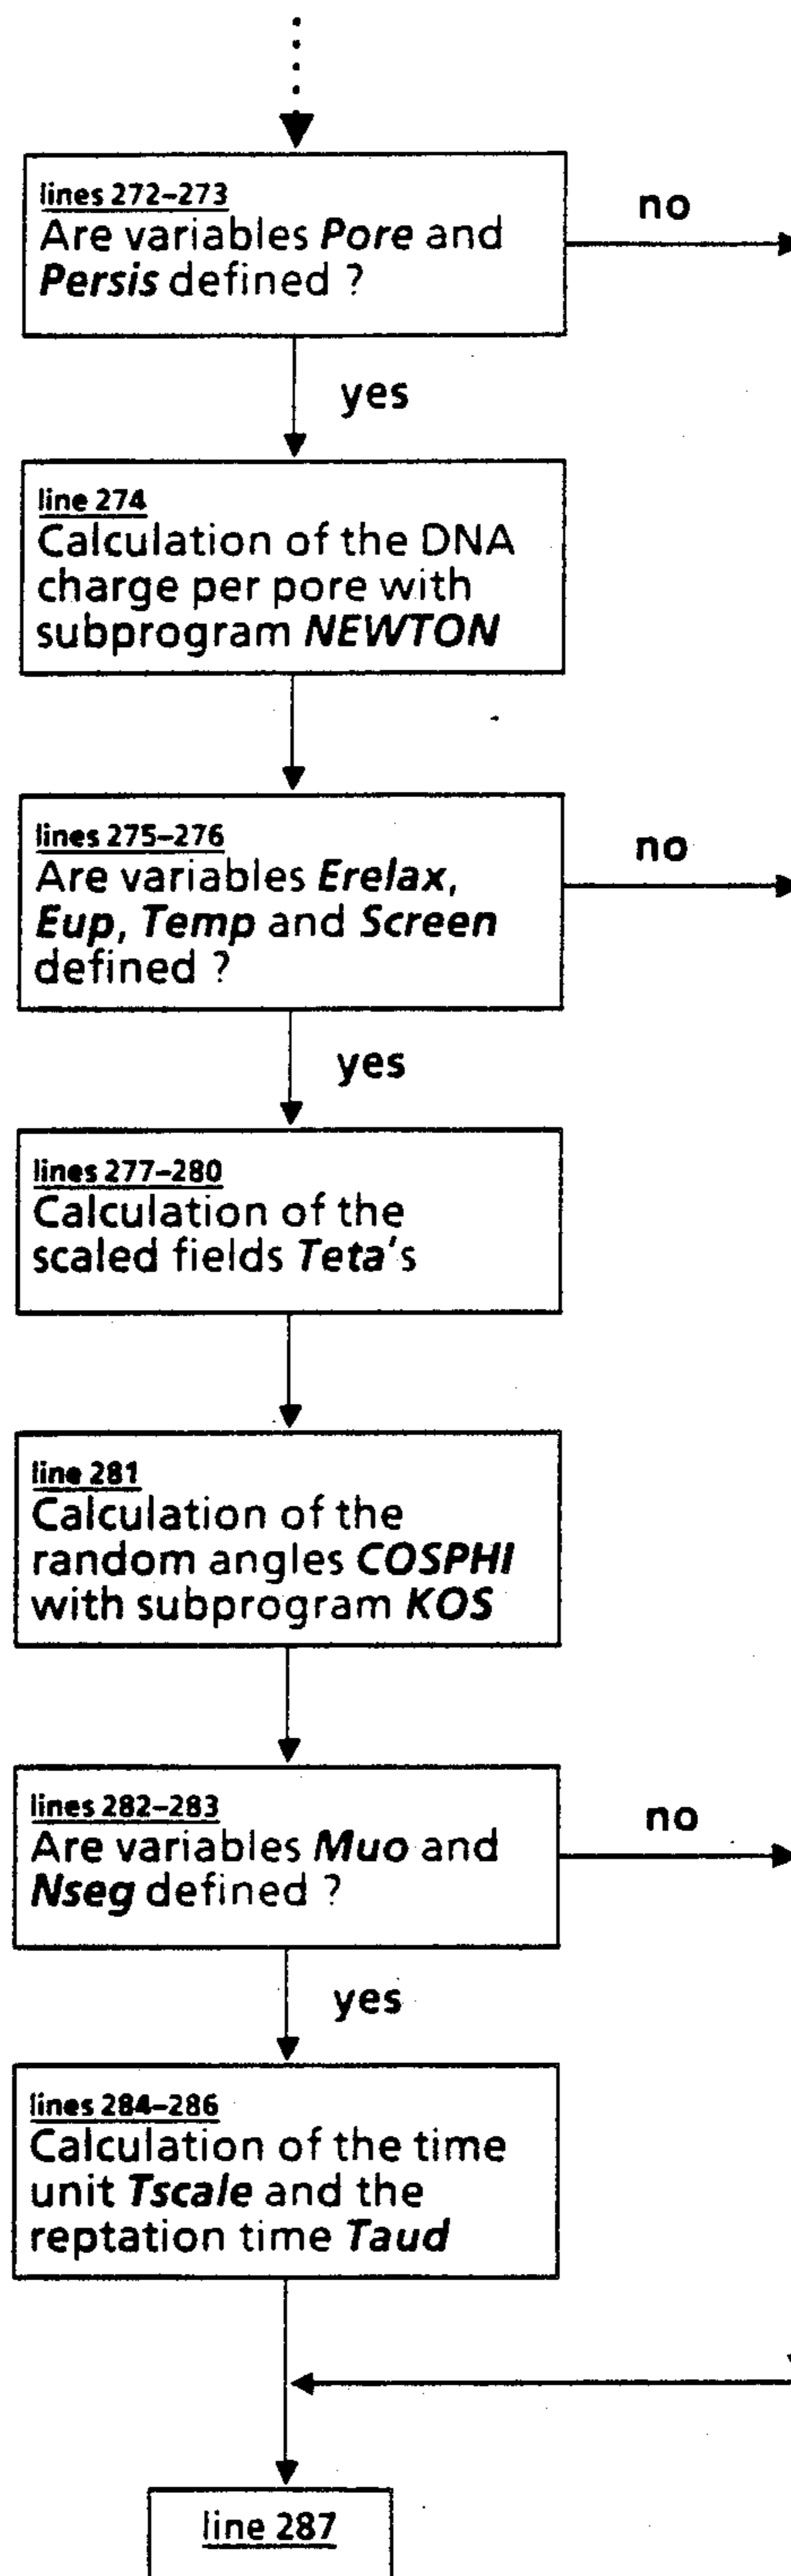 lines 272–273
Are variables Pore and
Persis defined ?
no
yes
line 274
Calculation of the DNA
charge per pore with
subprogram NEWTON
lines 275–276
Are variables Erelax,
Eup, Temp and Screen
defined ?
no
yes
lines 277–280
Calculation of the
scaled fields Teta's
line 281
Calculation of the
random angles COSPHI
with subprogram KOS
lines 282–283
Are variables Muo and
Nseg defined ?
no
yes
lines 284–286
Calculation of the time
unit Tscale and the
reptation time Taud
line 287